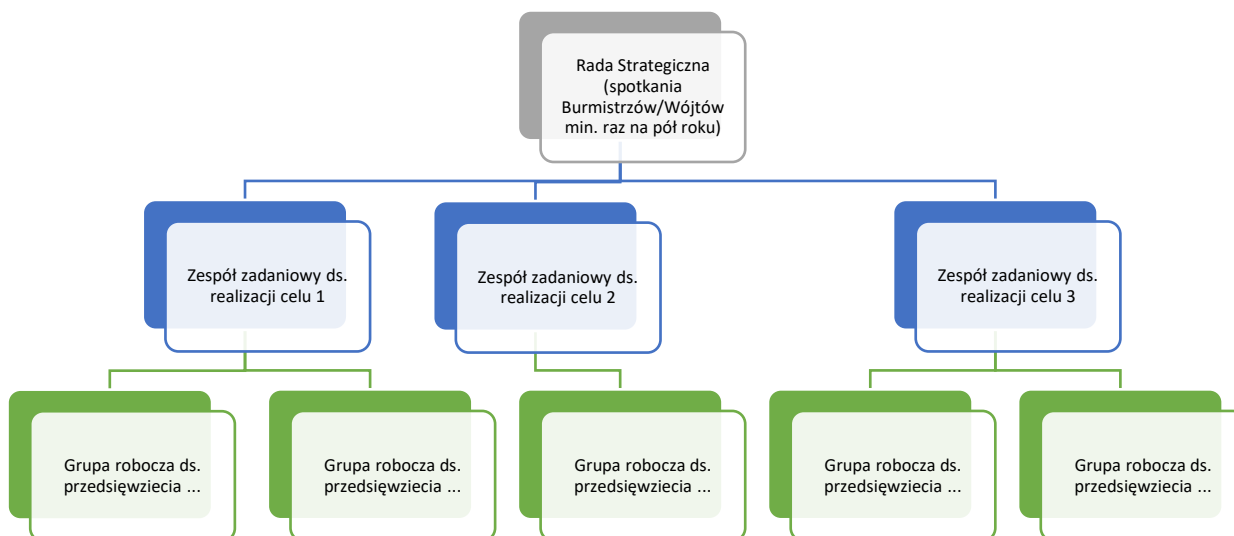 Rada Strategiczna
(spotkania
Burmistrzów/Wójtów
min. raz na pół roku)
Zespół zadaniowy ds.
realizacji celu 1
Zespół zadaniowy ds.
realizacji celu 2
Zespół zadaniowy ds.
realizacji celu 3
Grupa robocza ds.
przedsięwziecia ...
Grupa robocza ds.
przedsięwziecia ...
Grupa robocza ds.
przedsięwziecia ...
Grupa robocza ds.
przedsięwziecia ...
Grupa robocza ds.
przedsięwziecia ...